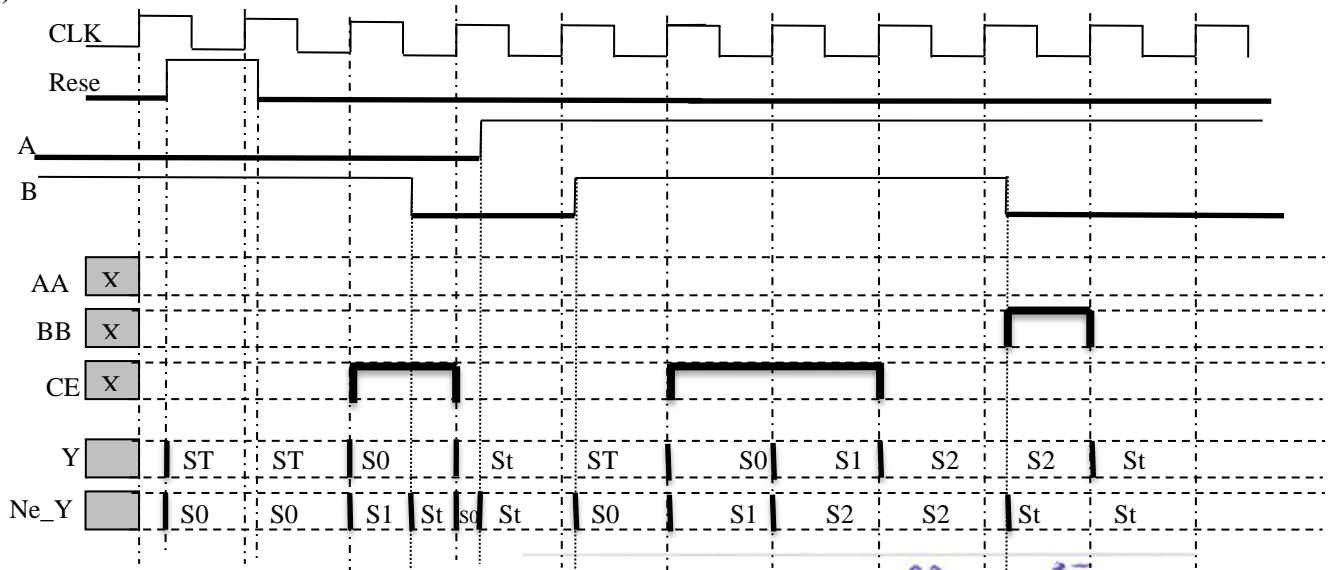 )
CLK
Rese
A
B
AA X
BB X
CE X
Y ST ST S0 St ST S0 S1 S2 S2 St
Ne_Y S0 S0 S1 St S0 St S0 S1 S2 S2 St St